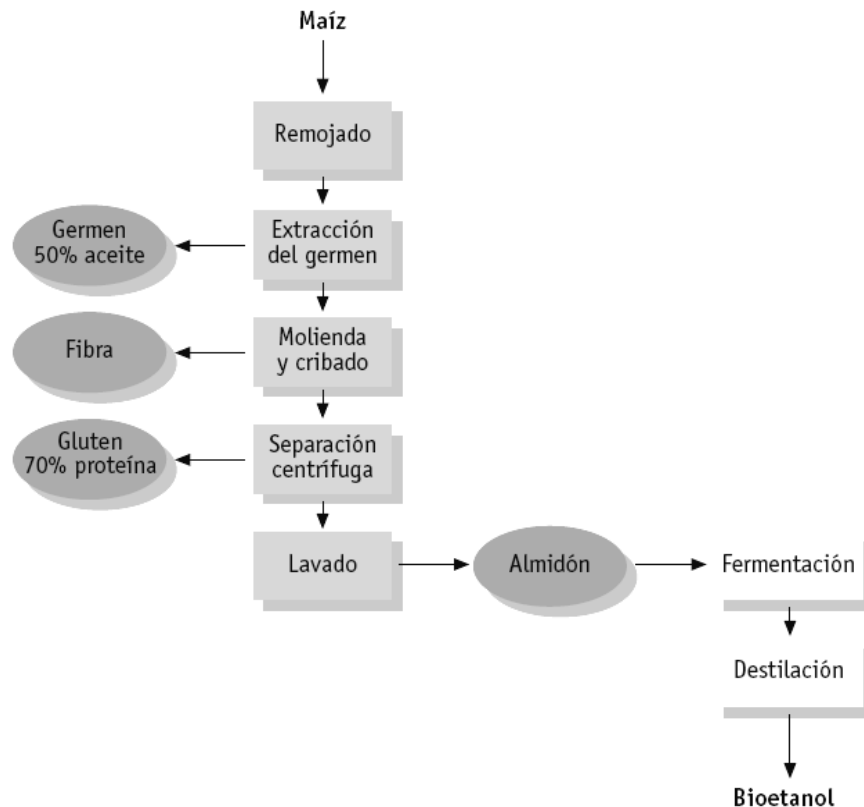 Maíz
Remojado
Germen
50% aceite
Extracción
del germen
Fibra
Molienda
y cribado
Gluten
70% proteína
Separación
centrífuga
Lavado
Almidón
Fermentación
Destilación
Bioetanol